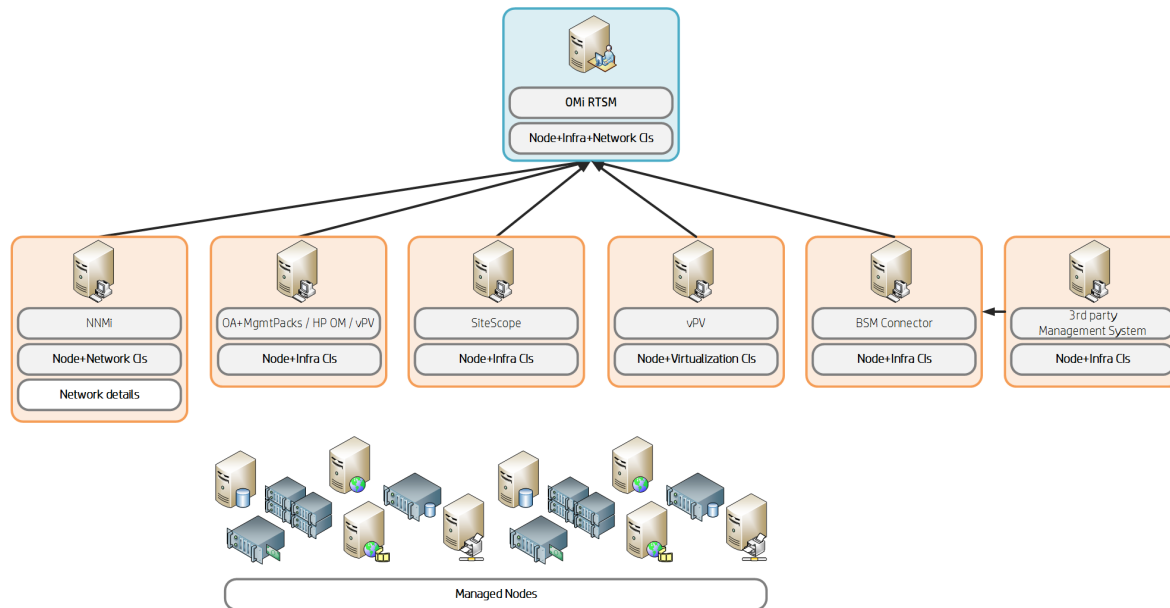 OMi RTSM
Node+Infra+Network CIs
NNMi
Node+Network CIs
Network details
OA+MgmtPacks / HP OM / vPV
Node+Infra CIs
SiteScope
Node+Infra CIs
vPV
Node+Virtualization CIs
BSM Connector
Node+Infra CIs
3rd party
Management System
Node+Infra CIs
Managed Nodes